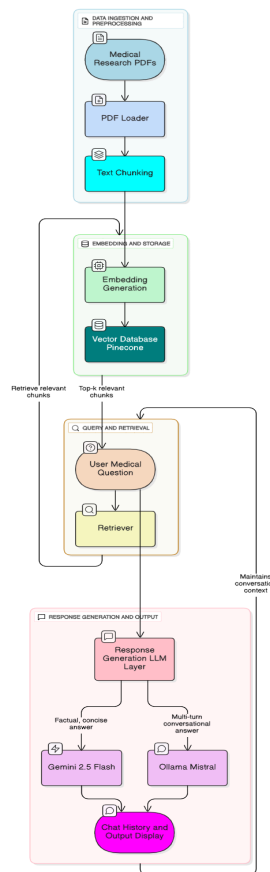 DATA INGESTION AND
PREPROCESSING
Medical
Research PDFs
PDF Loader
Text Chunking
EMBEDDING AND STORAGE
Embedding
Generation
Vector Database
Pinecone
Retrieve relevant
chunks
Top-k relevant
chunks
QUERY AND RETRIEVAL
User Medical
Question
Retriever
Maintains
conversation
context
RESPONSE GENERATION AND OUTPUT
Response
Generation LLM
Layer
Factual, concise
answer
Multi-turn
conversational
answer
Gemini 2.5 Flash
Ollama Mistral
Chat History and
Output Display